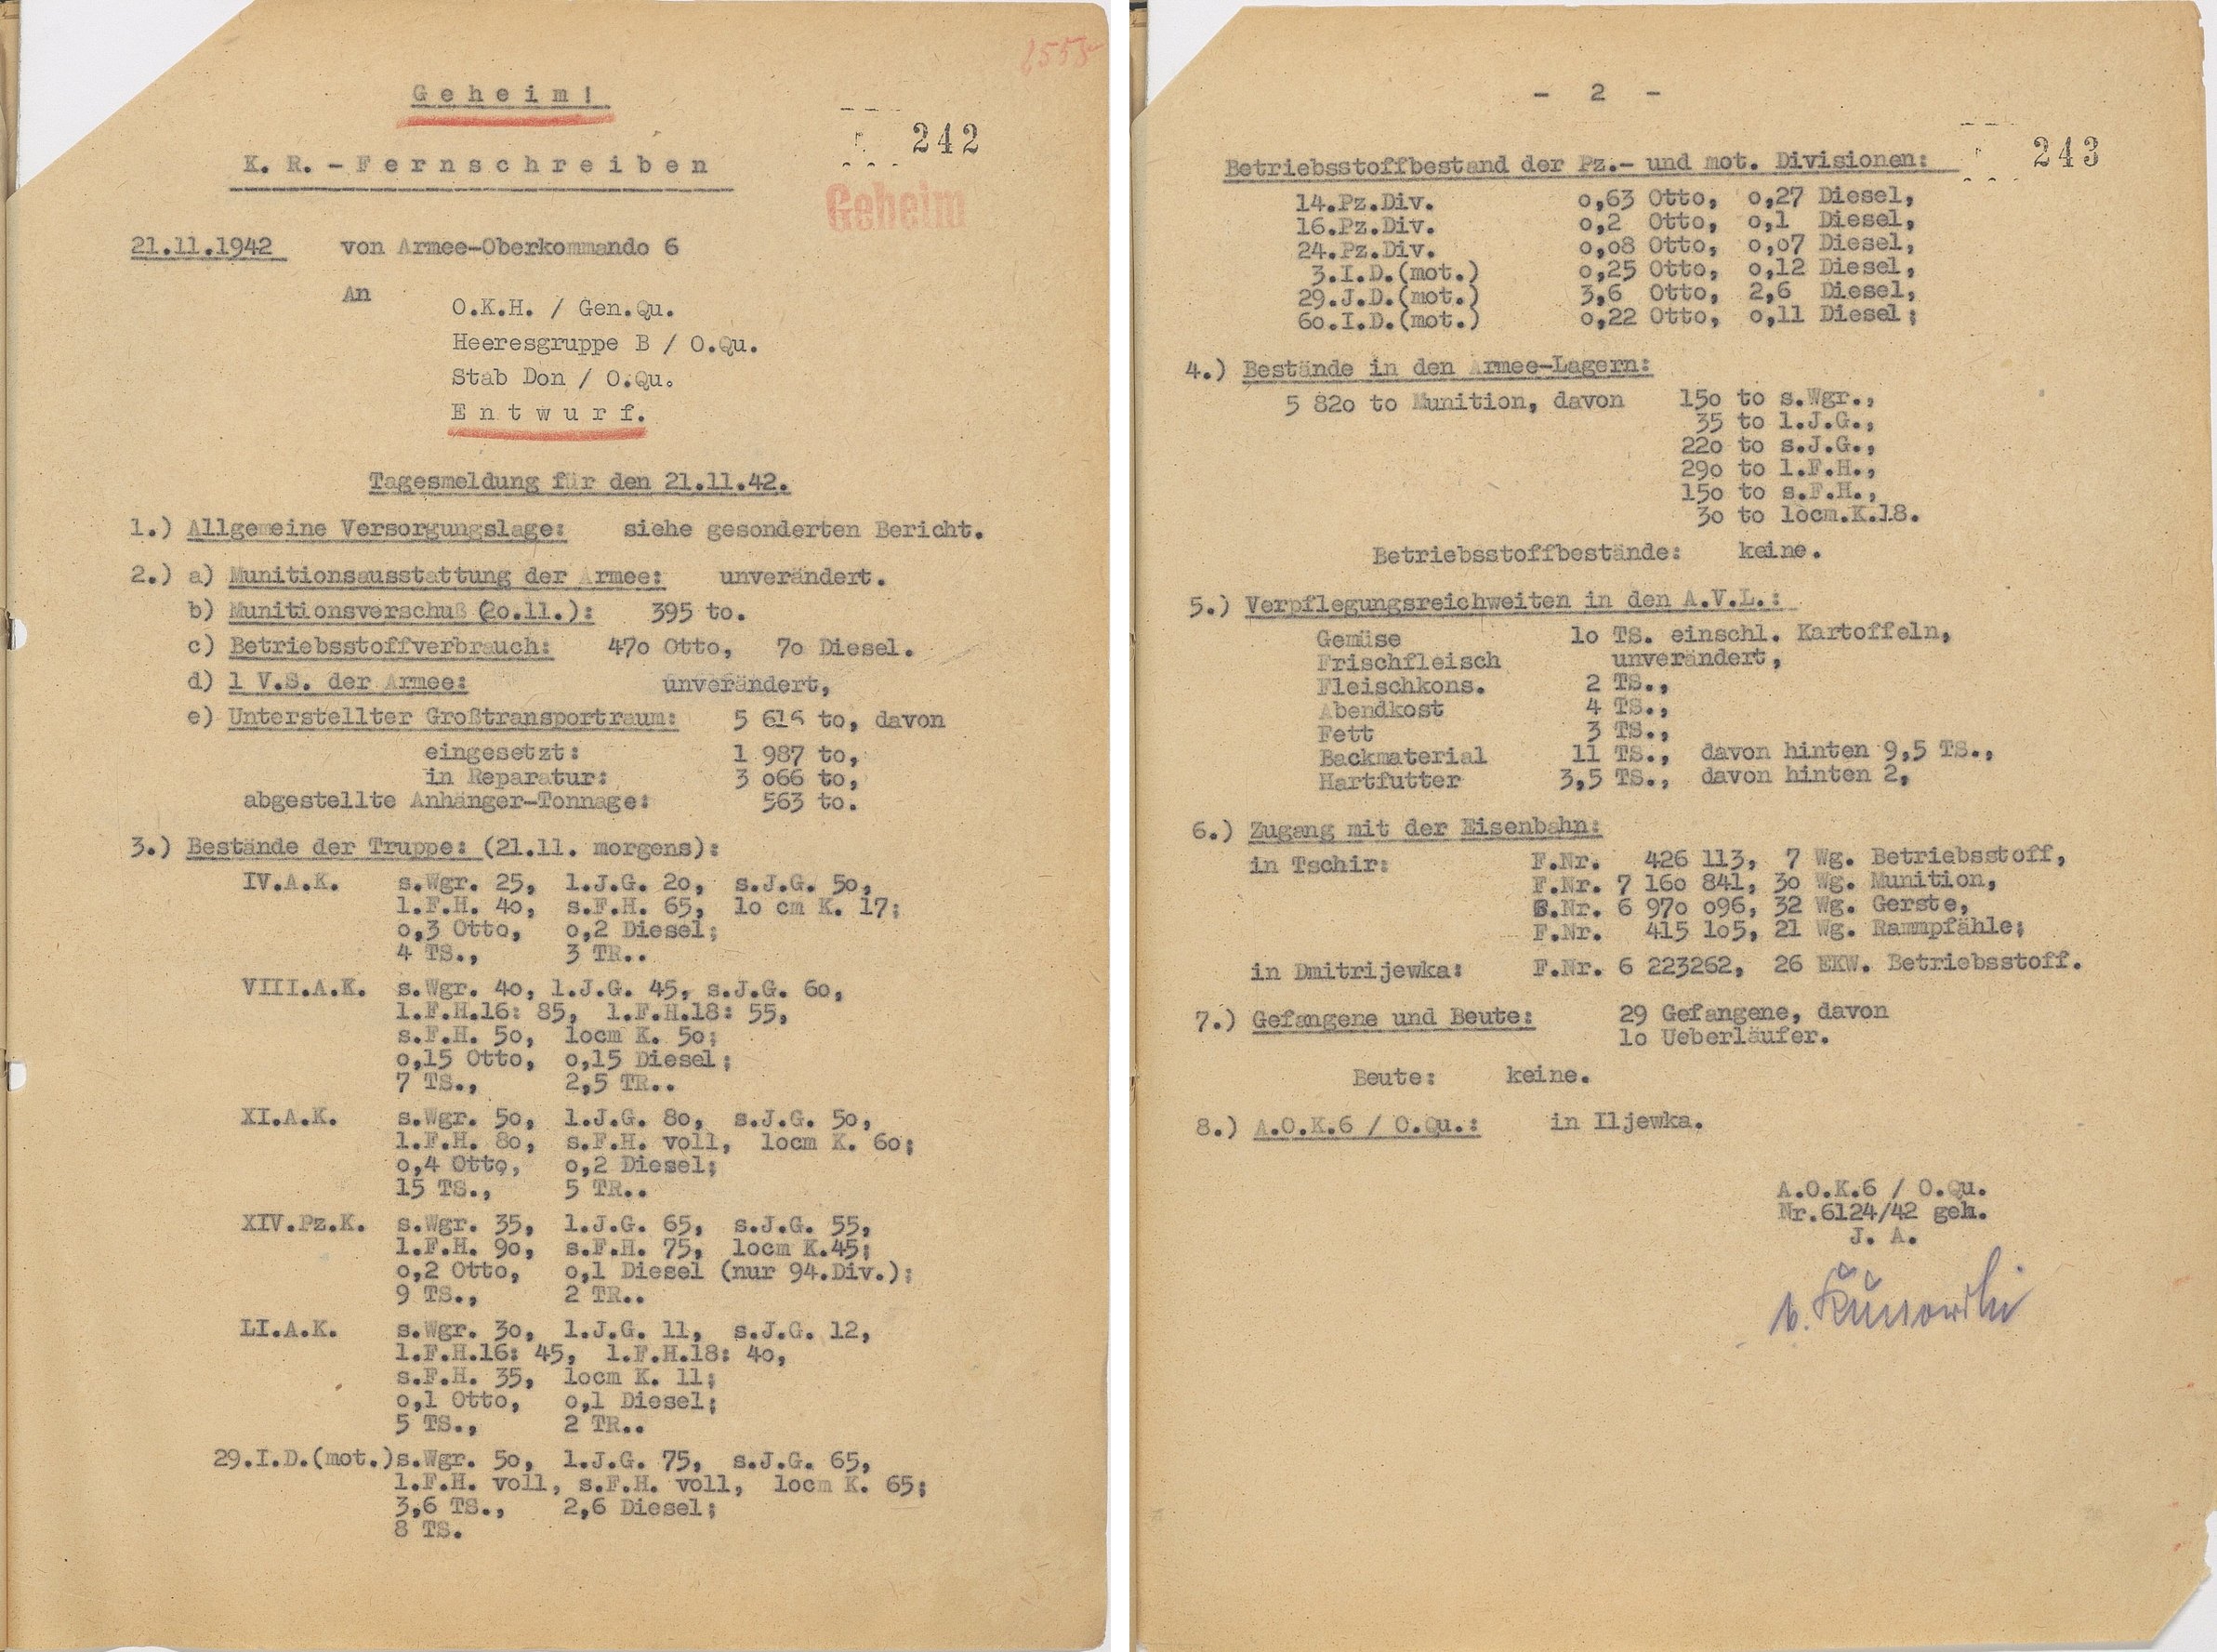 G e h e i m !
242
K. R. - F e r n s c h r e i b e n
Geheim
21.11.1942 von Armee-Oberkommando 6
An
O.K.H. / Gen.Qu.
Heeresgruppe B / O.Qu.
Stab Don / O.Qu.
E n t w u r f.
Tagesmeldung für den 21.11.42.
1.) Allgemeine Versorgungslage: siehe gesonderten Bericht.
2.) a) Munitionsausstattung der Armee: unverändert.
b) Munitionsverschuß (2o.11.): 395 to.
c) Betriebsstoffverbrauch: 47o Otto, 7o Diesel.
d) 1 V.S. der Armee: unverändert,
e) Unterstellter Großtransportraum: 5 616 to, davon
eingesetzt: 1 987 to,
in Reparatur: 3 o66 to,
abgestellte Anhänger-Tonnage: 563 to.
3.) Bestände der Truppe: (21.11. morgens):
IV.A.K. s.Wgr. 25, l.J.G. 2o, s.J.G. 5o,
l.F.H. 4o, s.F.H. 65, lo cm K. 17;
o,3 Otto, o,2 Diesel;
4 TS., 3 TR..
VIII.A.K. s.Wgr. 4o, l.J.G. 45, s.J.G. 6o,
l.F.H.16: 85, l.F.H.18: 55,
s.F.H. 5o, locm K. 5o;
o,15 Otto, o,15 Diesel;
7 TS., 2,5 TR..
XI.A.K. s.Wgr. 5o, l.J.G. 8o, s.J.G. 5o,
l.F.H. 8o, s.F.H. voll, locm K. 6o;
o,4 Otto, o,2 Diesel;
15 TS., 5 TR..
XIV.Pz.K. s.Wgr. 35, l.J.G. 65, s.J.G. 55,
l.F.H. 9o, s.F.H. 75, locm K.45;
o,2 Otto, o,1 Diesel (nur 94.Div.);
9 TS., 2 TR..
LI.A.K. s.Wgr. 3o, l.J.G. 11, s.J.G. 12,
l.F.H.16: 45, l.F.H.18: 4o,
s.F.H. 35, locm K. 11;
o,1 Otto, o,1 Diesel;
5 TS., 2 TR..
29.I.D.(mot.)s.Wgr. 5o, l.J.G. 75, s.J.G. 65,
l.F.H. voll, s.F.H. voll, locm K. 65;
3,6 TS., 2,6 Diesel;
8 TS.
- 2 -
243
Betriebsstoffbestand der Pz.- und mot. Divisionen:
14.Pz.Div. o,63 Otto, o,27 Diesel,
16.Pz.Div. o,2 Otto, o,1 Diesel,
24.Pz.Div. o,o8 Otto, o,o7 Diesel,
3.I.D.(mot.) o,25 Otto, o,12 Diesel,
29.J.D.(mot.) 3,6 Otto, 2,6 Diesel,
6o.I.D.(mot.) o,22 Otto, o,11 Diesel;
4.) Bestände in den Armee-Lagern:
5 82o to Munition, davon 15o to s.Wgr.,
35 to l.J.G.,
22o to s.J.G.,
29o to l.F.H.,
15o to s.F.H.,
3o to locm.K.18.
Betriebsstoffbestände: keine.
5.) Verpflegungsreichweiten in den A.V.L.:
Gemüse lo TS. einschl. Kartoffeln,
Frischfleisch unverändert,
Fleischkons. 2 TS.,
Abendkost 4 TS.,
Fett 3 TS.,
Backmaterial 11 TS., davon hinten 9,5 TS.,
Hartfutter 3,5 TS., davon hinten 2,
6.) Zugang mit der Eisenbahn:
in Tschir: F.Nr. 426 113, 7 Wg. Betriebsstoff,
F.Nr. 7 16o 841, 3o Wg. Munition,
F.Nr. 6 97o o96, 32 Wg. Gerste,
F.Nr. 415 1o5, 21 Wg. Rammpfähle;
in Dmitrijewka: F.Nr. 6 223262, 26 EKW. Betriebsstoff.
7.) Gefangene und Beute: 29 Gefangene, davon
lo Ueberläufer.
Beute: keine.
8.) A.O.K.6 / O.Qu.: in Iljewka.
A.O.K.6 / O.Qu.
Nr.6124/42 geh.
J. A.